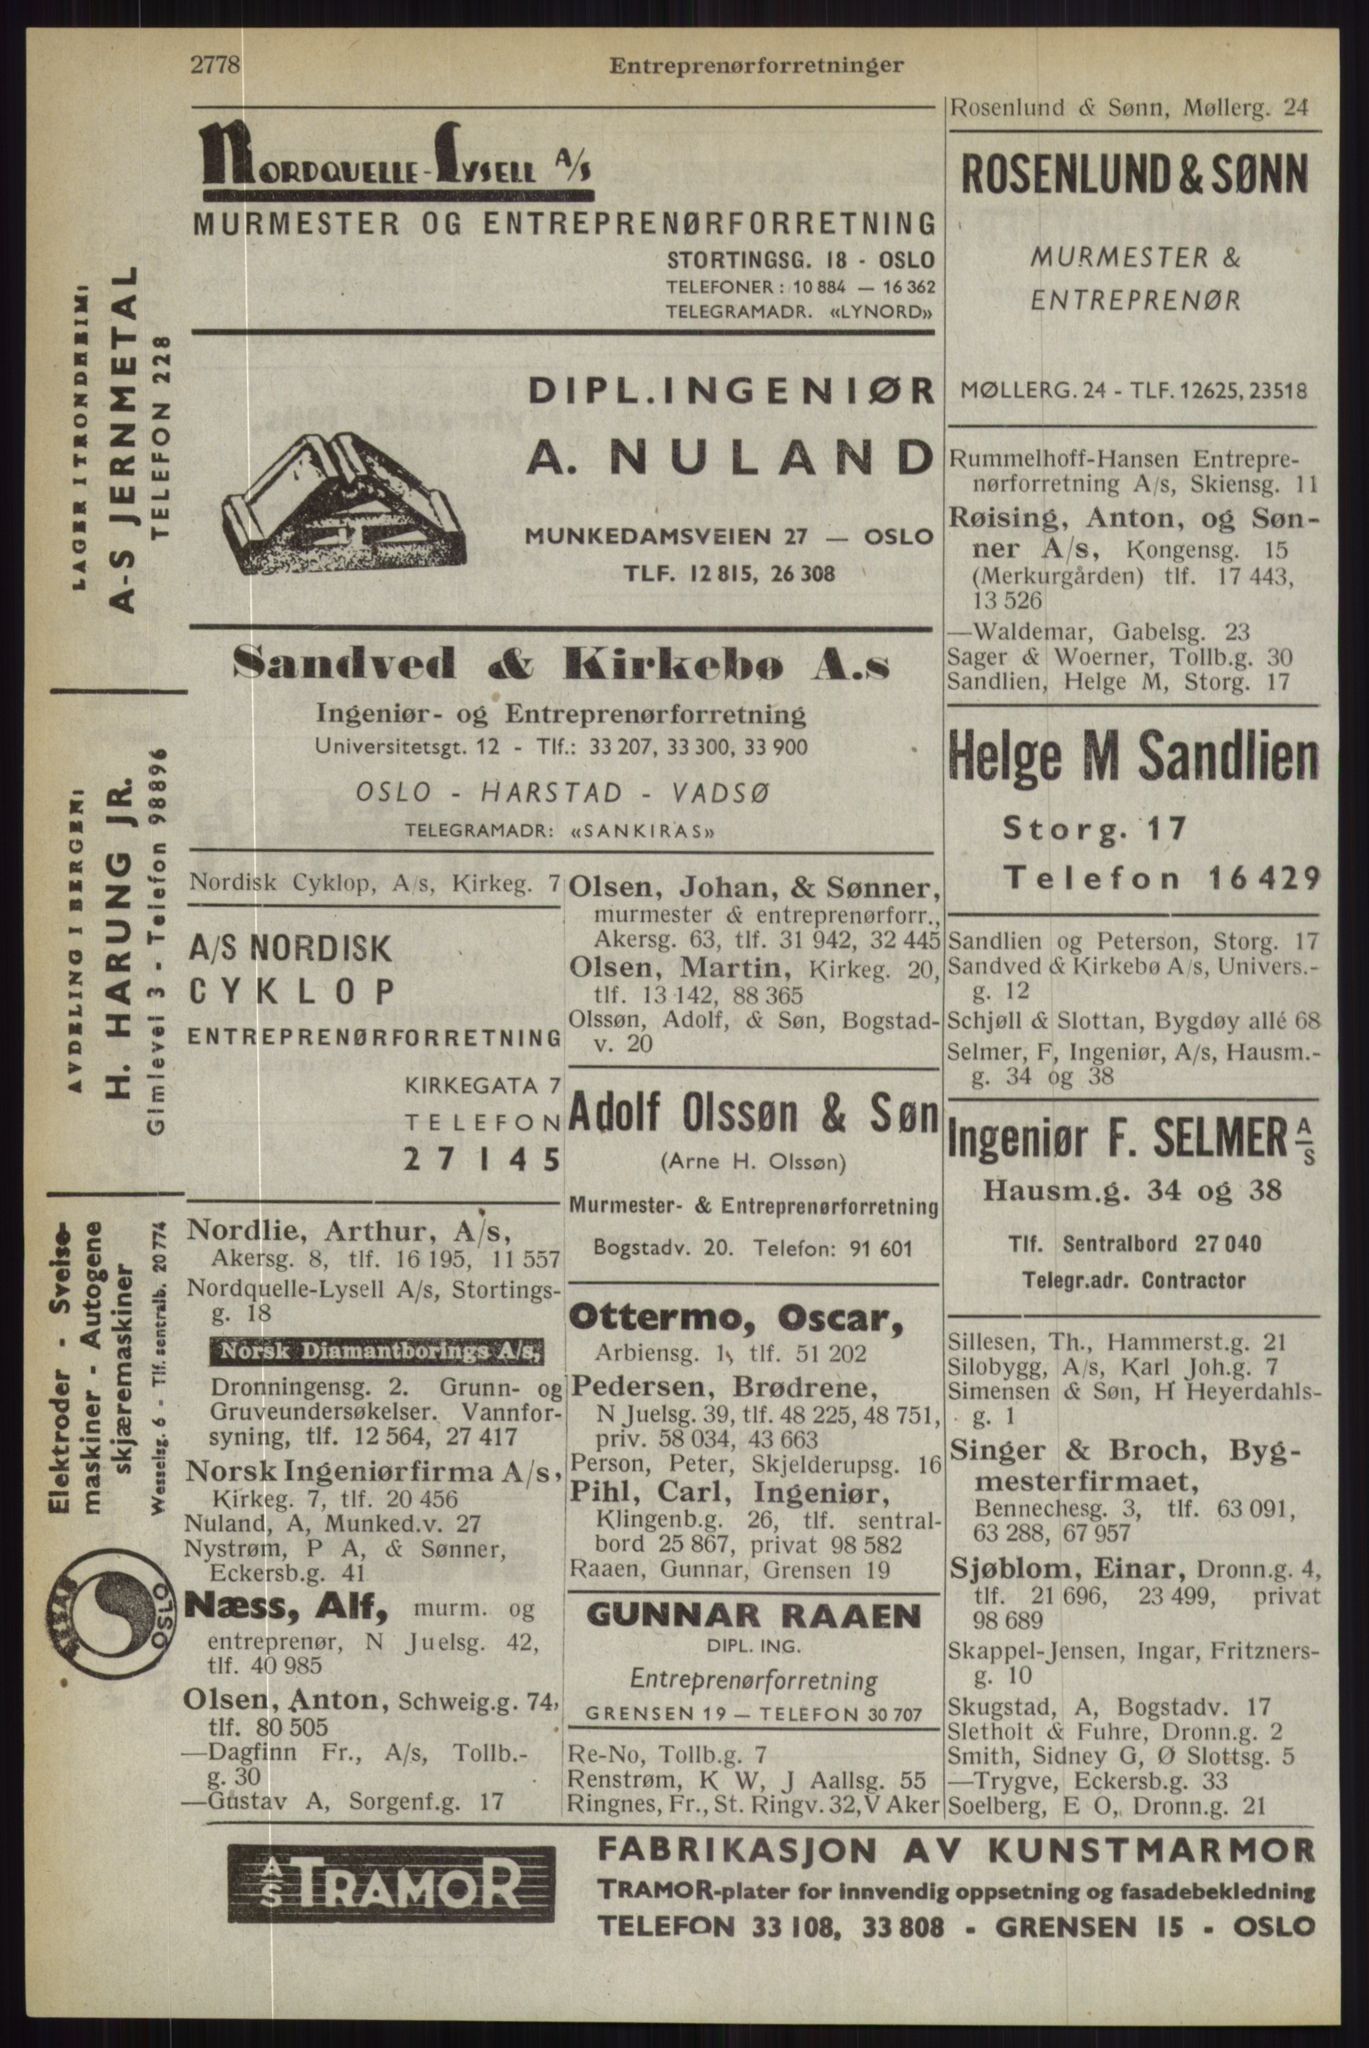 2778
Entreprenørforretninger
LAGER I TRONDHEIM:
A-S JERNMETAL
TELEFON 228
AVDELING I BERGEN:
H. HARUNG JR.
Gimlevei 3 - Telefon 98896
Elektroder - Sveise-
maskiner - Autogene
skjæremaskiner
Wesselsg. 6 - Tlf. sentralb. 20774
OSLO
NORDQUELLE-LYSELL A/S
MURMESTER OG ENTREPRENØRFORRETNING
STORTINGSG. 18 - OSLO
TELEFONER: 10 884 — 16 362
TELEGRAMADR. «LYNORD»
DIPL.INGENIØR
A. NULAND
MUNKEDAMSVEIEN 27 — OSLO
TLF. 12 815, 26 308
Sandved & Kirkebø A.s
Ingeniør- og Entreprenørforretning
Universitetsgt. 12 - Tlf.: 33 207, 33 300, 33 900
OSLO - HARSTAD - VADSØ
TELEGRAMADR: «SANKIRAS»
Nordisk Cyklop, A/s, Kirkeg. 7
A/S NORDISK
CYKLOP
ENTREPRENØRFORRETNING
KIRKEGATA 7
TELEFON
27145
Nordlie, Arthur, A/s,
Akersg. 8, tlf. 16 195, 11 557
Nordquelle-Lysell A/s, Stortings-
g. 18
Norsk Diamantborings A/s,
Dronningensg. 2. Grunn- og
Gruveundersøkelser. Vannfor-
syning, tlf. 12 564, 27 417
Norsk Ingeniørfirma A/s,
Kirkeg. 7, tlf. 20 456
Nuland, A, Munked.v. 27
Nystrøm, P A, & Sønner,
Eckersb.g. 41
Næss, Alf, murm. og
entreprenør, N Juelsg. 42,
tlf. 40 985
Olsen, Anton, Schweig.g. 74,
tlf. 80 505
—Dagfinn Fr., A/s, Tollb.-
g. 30
—Gustav A, Sorgenf.g. 17
Olsen, Johan, & Sønner,
murmester & entreprenørforr.,
Akersg. 63, tlf. 31 942, 32 445
Olsen, Martin, Kirkeg. 20,
tlf. 13 142, 88 365
Olssøn, Adolf, & Søn, Bogstad-
v. 20
Adolf Olssøn & Søn
(Arne H. Olssøn)
Murmester- & Entreprenørforretning
Bogstadv. 20. Telefon: 91 601
Ottermo, Oscar,
Arbiensg. 1, tlf. 51 202
Pedersen, Brødrene,
N Juelsg. 39, tlf. 48 225, 48 751,
priv. 58 034, 43 663
Person, Peter, Skjelderupsg. 16
Pihl, Carl, Ingeniør,
Klingenb.g. 26, tlf. sentral-
bord 25 867, privat 98 582
Raaen, Gunnar, Grensen 19
GUNNAR RAAEN
DIPL. ING.
Entreprenørforretning
GRENSEN 19 — TELEFON 30 707
Re-No, Tollb.g. 7
Renstrøm, K W, J Aallsg. 55
Ringnes, Fr., St. Ringv. 32, V Aker
Rosenlund & Sønn, Møllerg. 24
ROSENLUND & SØNN
MURMESTER &
ENTREPRENØR
MØLLERG. 24 - TLF. 12625, 23518
Rummelhoff-Hansen Entrepre-
nørforretning A/s, Skiensg. 11
Røising, Anton, og Søn-
ner A/s, Kongensg. 15
(Merkurgården) tlf. 17 443,
13 526
—Waldemar, Gabelsg. 23
Sager & Woerner, Tollb.g. 30
Sandlien, Helge M, Storg. 17
Helge M Sandlien
Storg. 17
Telefon 16 429
Sandlien og Peterson, Storg. 17
Sandved & Kirkebø A/s, Univers.-
g. 12
Schjøll & Slottan, Bygdøy allé 68
Selmer, F, Ingeniør, A/s, Hausm.-
g. 34 og 38
Ingeniør F. SELMER A/S
Hausm.g. 34 og 38
Tlf. Sentralbord 27 040
Telegr.adr. Contractor
Sillesen, Th., Hammerst.g. 21
Silobygg, A/s, Karl Joh.g. 7
Simensen & Søn, H Heyerdahls-
g. 1
Singer & Broch, Byg-
mesterfirmaet,
Bennechesg. 3, tlf. 63 091,
63 288, 67 957
Sjøblom, Einar, Dronn.g. 4,
tlf. 21 696, 23 499, privat
98 689
Skappel-Jensen, Ingar, Fritzners-
g. 10
Skugstad, A, Bogstadv. 17
Sletholt & Fuhre, Dronn.g. 2
Smith, Sidney G, Ø Slottsg. 5
—Trygve, Eckersb.g. 33
Soelberg, E O, Dronn.g. 21
A/S TRAMOR
FABRIKASJON AV KUNSTMARMOR
TRAMOR-plater for innvendig oppsetning og fasadebekledning
TELEFON 33 108, 33 808 - GRENSEN 15 - OSLO